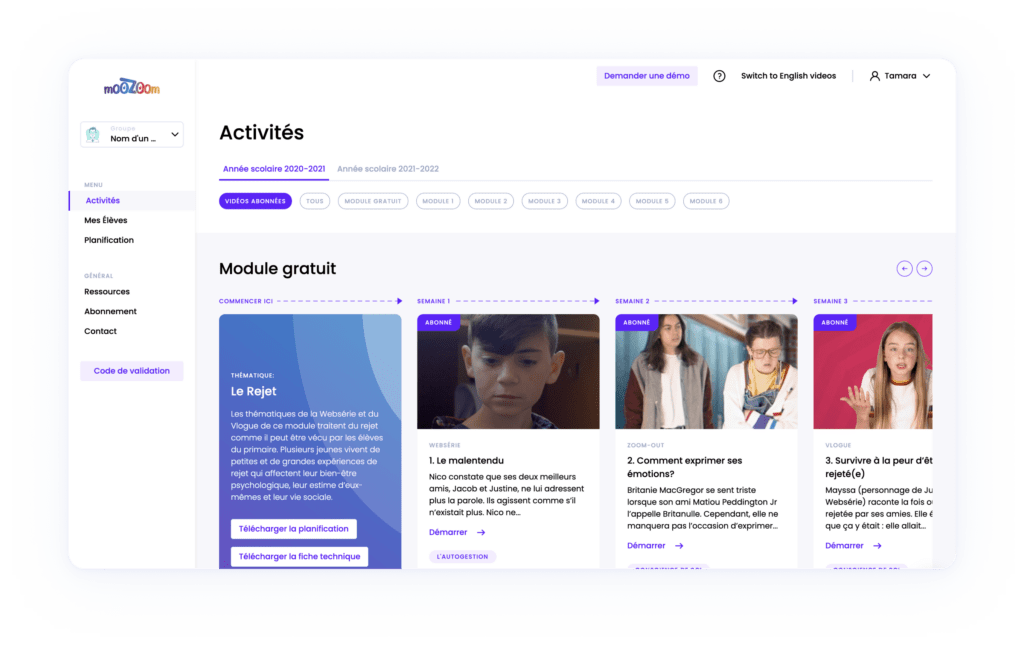 mooZoom
Demander une démo
?
Switch to English videos
Tamara
Groupe
Nom d'un ...
MENU
Activités
Mes Élèves
Planification
GÉNÉRAL
Ressources
Abonnement
Contact
Code de validation
Activités
Année scolaire 2020-2021
Année scolaire 2021-2022
VIDÉOS ABONNÉES
TOUS
MODULE GRATUIT
MODULE 1
MODULE 2
MODULE 3
MODULE 4
MODULE 5
MODULE 6
Module gratuit
COMMENCER ICI
SEMAINE 1
SEMAINE 2
SEMAINE 3
THÉMATIQUE:
Le Rejet
Les thématiques de la Websérie et du
Vlogue de ce module traitent du rejet
comme il peut être vécu par les élèves
du primaire. Plusieurs jeunes vivent de
petites et de grandes expériences de
rejet qui affectent leur bien-être
psychologique, leur estime d'eux-
mêmes et leur vie sociale.
Télécharger la planification
Télécharger la fiche technique
ABONNÉ
WEBSÉRIE
1. Le malentendu
Nico constate que ses deux meilleurs
amis, Jacob et Justine, ne lui adressent
plus la parole. Ils agissent comme s'il
n'existait plus. Nico ne...
Démarrer
L'AUTOGESTION
ABONNÉ
ZOOM-OUT
2. Comment exprimer ses
émotions?
Britanie MacGregor se sent triste
lorsque son ami Matiou Peddington Jr
l'appelle Britanulle. Cependant, elle ne
manquera pas l'occasion d'exprimer...
Démarrer
CONSCIENCE DE SOI
ABONNÉ
VLOGUE
3. Survivre à la peur d'êt
rejeté(e)
Mayssa (personnage de Ju
Websérie) raconte la fois o
rejetée par ses amies. Elle é
que ça y était : elle allait...
Démarrer
CONSCIENCE DE SOI